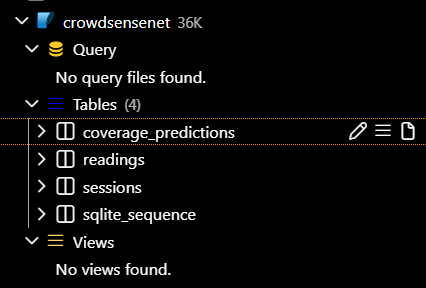 crowdsensenet 36K
Query
No query files found.
Tables (4)
coverage_predictions
readings
sessions
sqlite_sequence
Views
No views found.